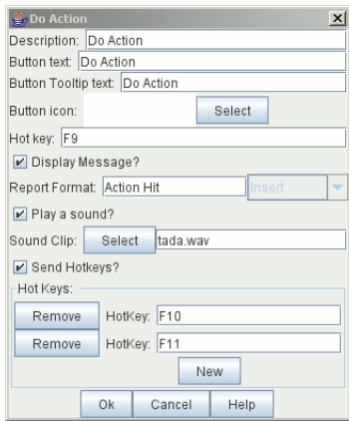 Do Action
Description: Do Action
Button text: Do Action
Button Tooltip text: Do Action
Button icon: Select
Hot key: F9
Display Message?
Report Format: Action Hit Insert
Play a sound?
Sound Clip: Select tada.wav
Send Hotkeys?
Hot Keys:
Remove HotKey: F10
Remove HotKey: F11
New
Ok Cancel Help